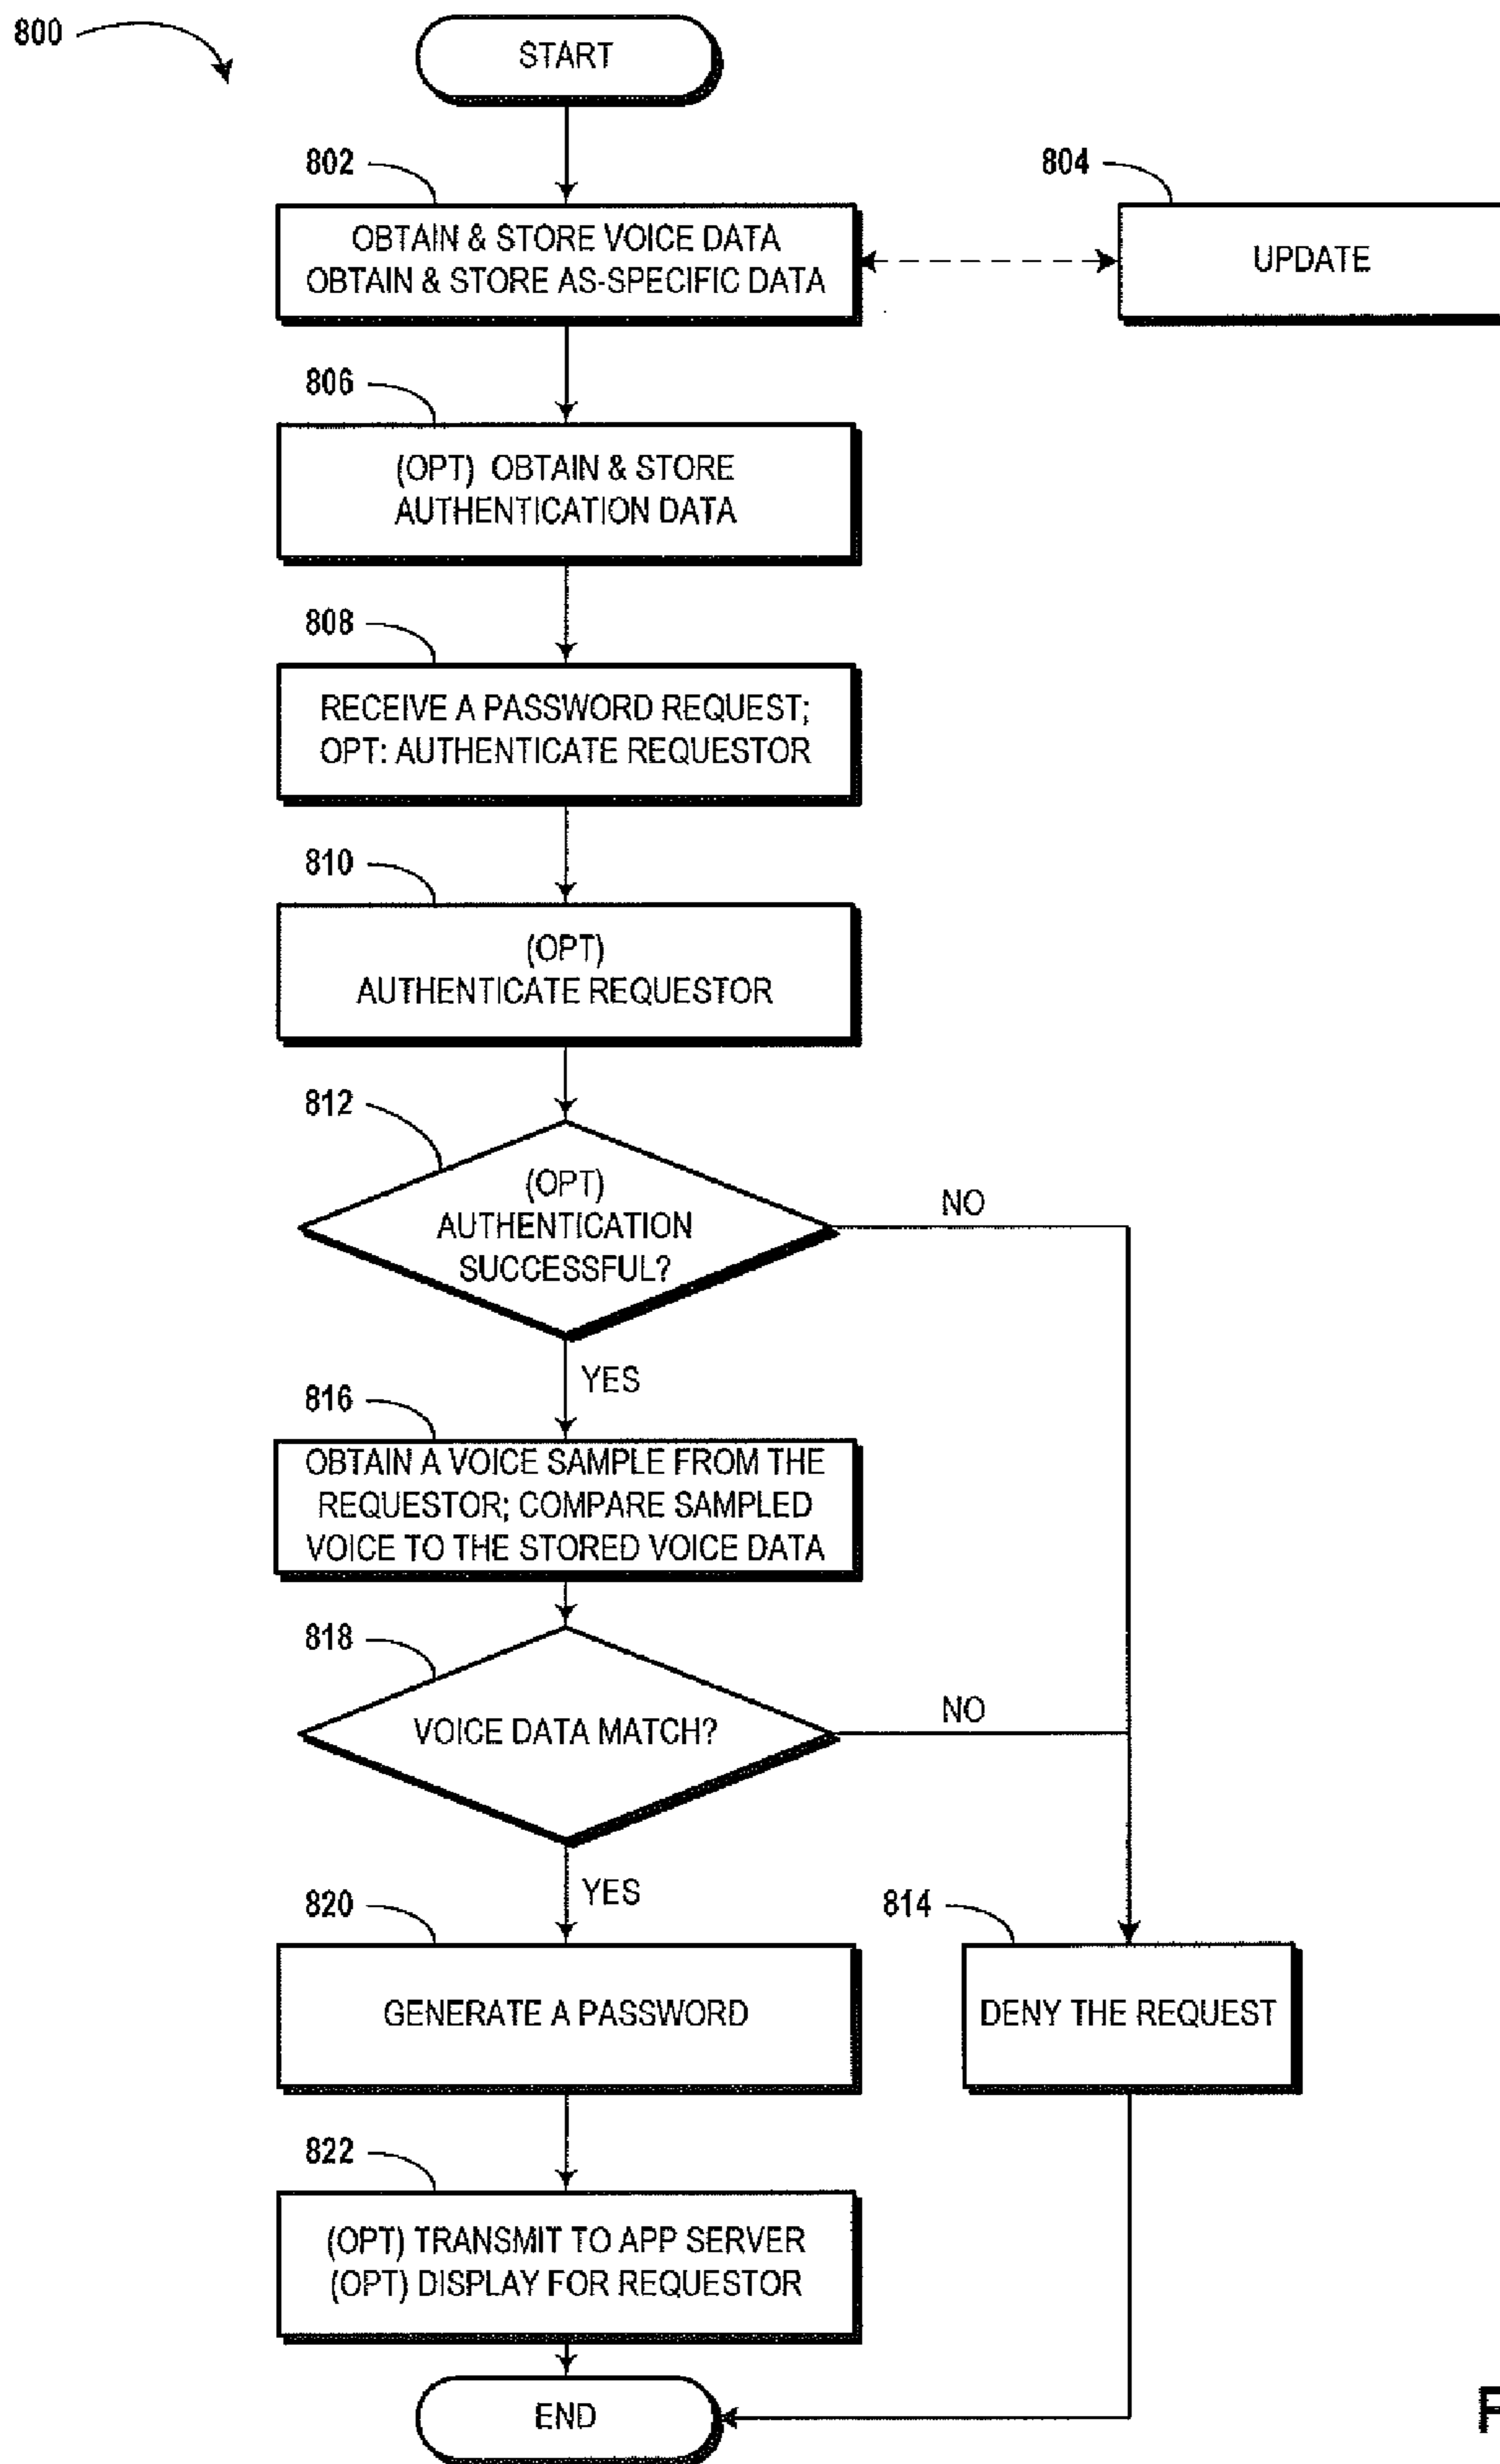 800
START
802
804
OBTAIN & STORE VOICE DATA
OBTAIN & STORE AS-SPECIFIC DATA
UPDATE
806
(OPT) OBTAIN & STORE
AUTHENTICATION DATA
808
RECEIVE A PASSWORD REQUEST;
OPT: AUTHENTICATE REQUESTOR
810
(OPT)
AUTHENTICATE REQUESTOR
812
(OPT)
AUTHENTICATION
SUCCESSFUL?
NO
YES
816
OBTAIN A VOICE SAMPLE FROM THE
REQUESTOR; COMPARE SAMPLED
VOICE TO THE STORED VOICE DATA
818
VOICE DATA MATCH?
NO
YES
820
814
GENERATE A PASSWORD
DENY THE REQUEST
822
(OPT) TRANSMIT TO APP SERVER
(OPT) DISPLAY FOR REQUESTOR
END